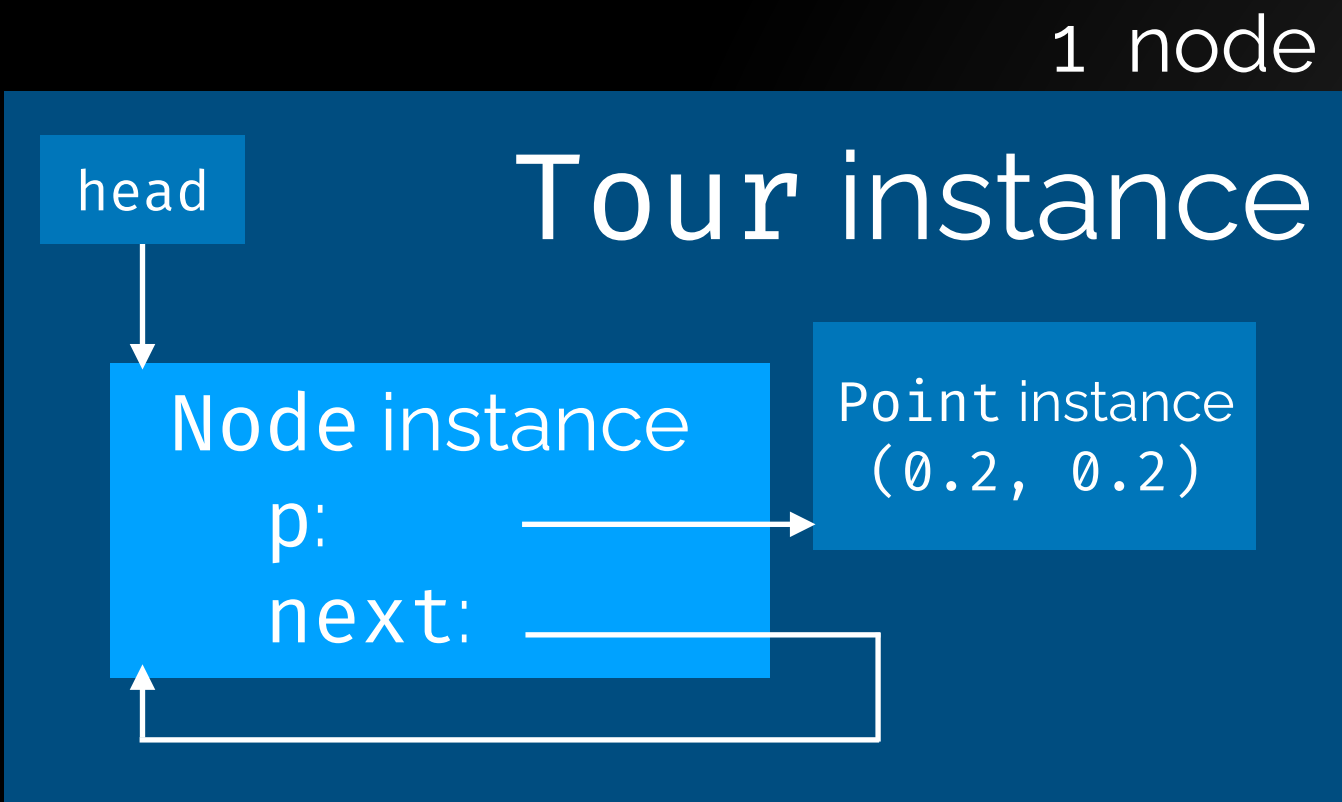 1 node
head
Tour instance
Node instance
p:
next:
Point instance
(0.2, 0.2)